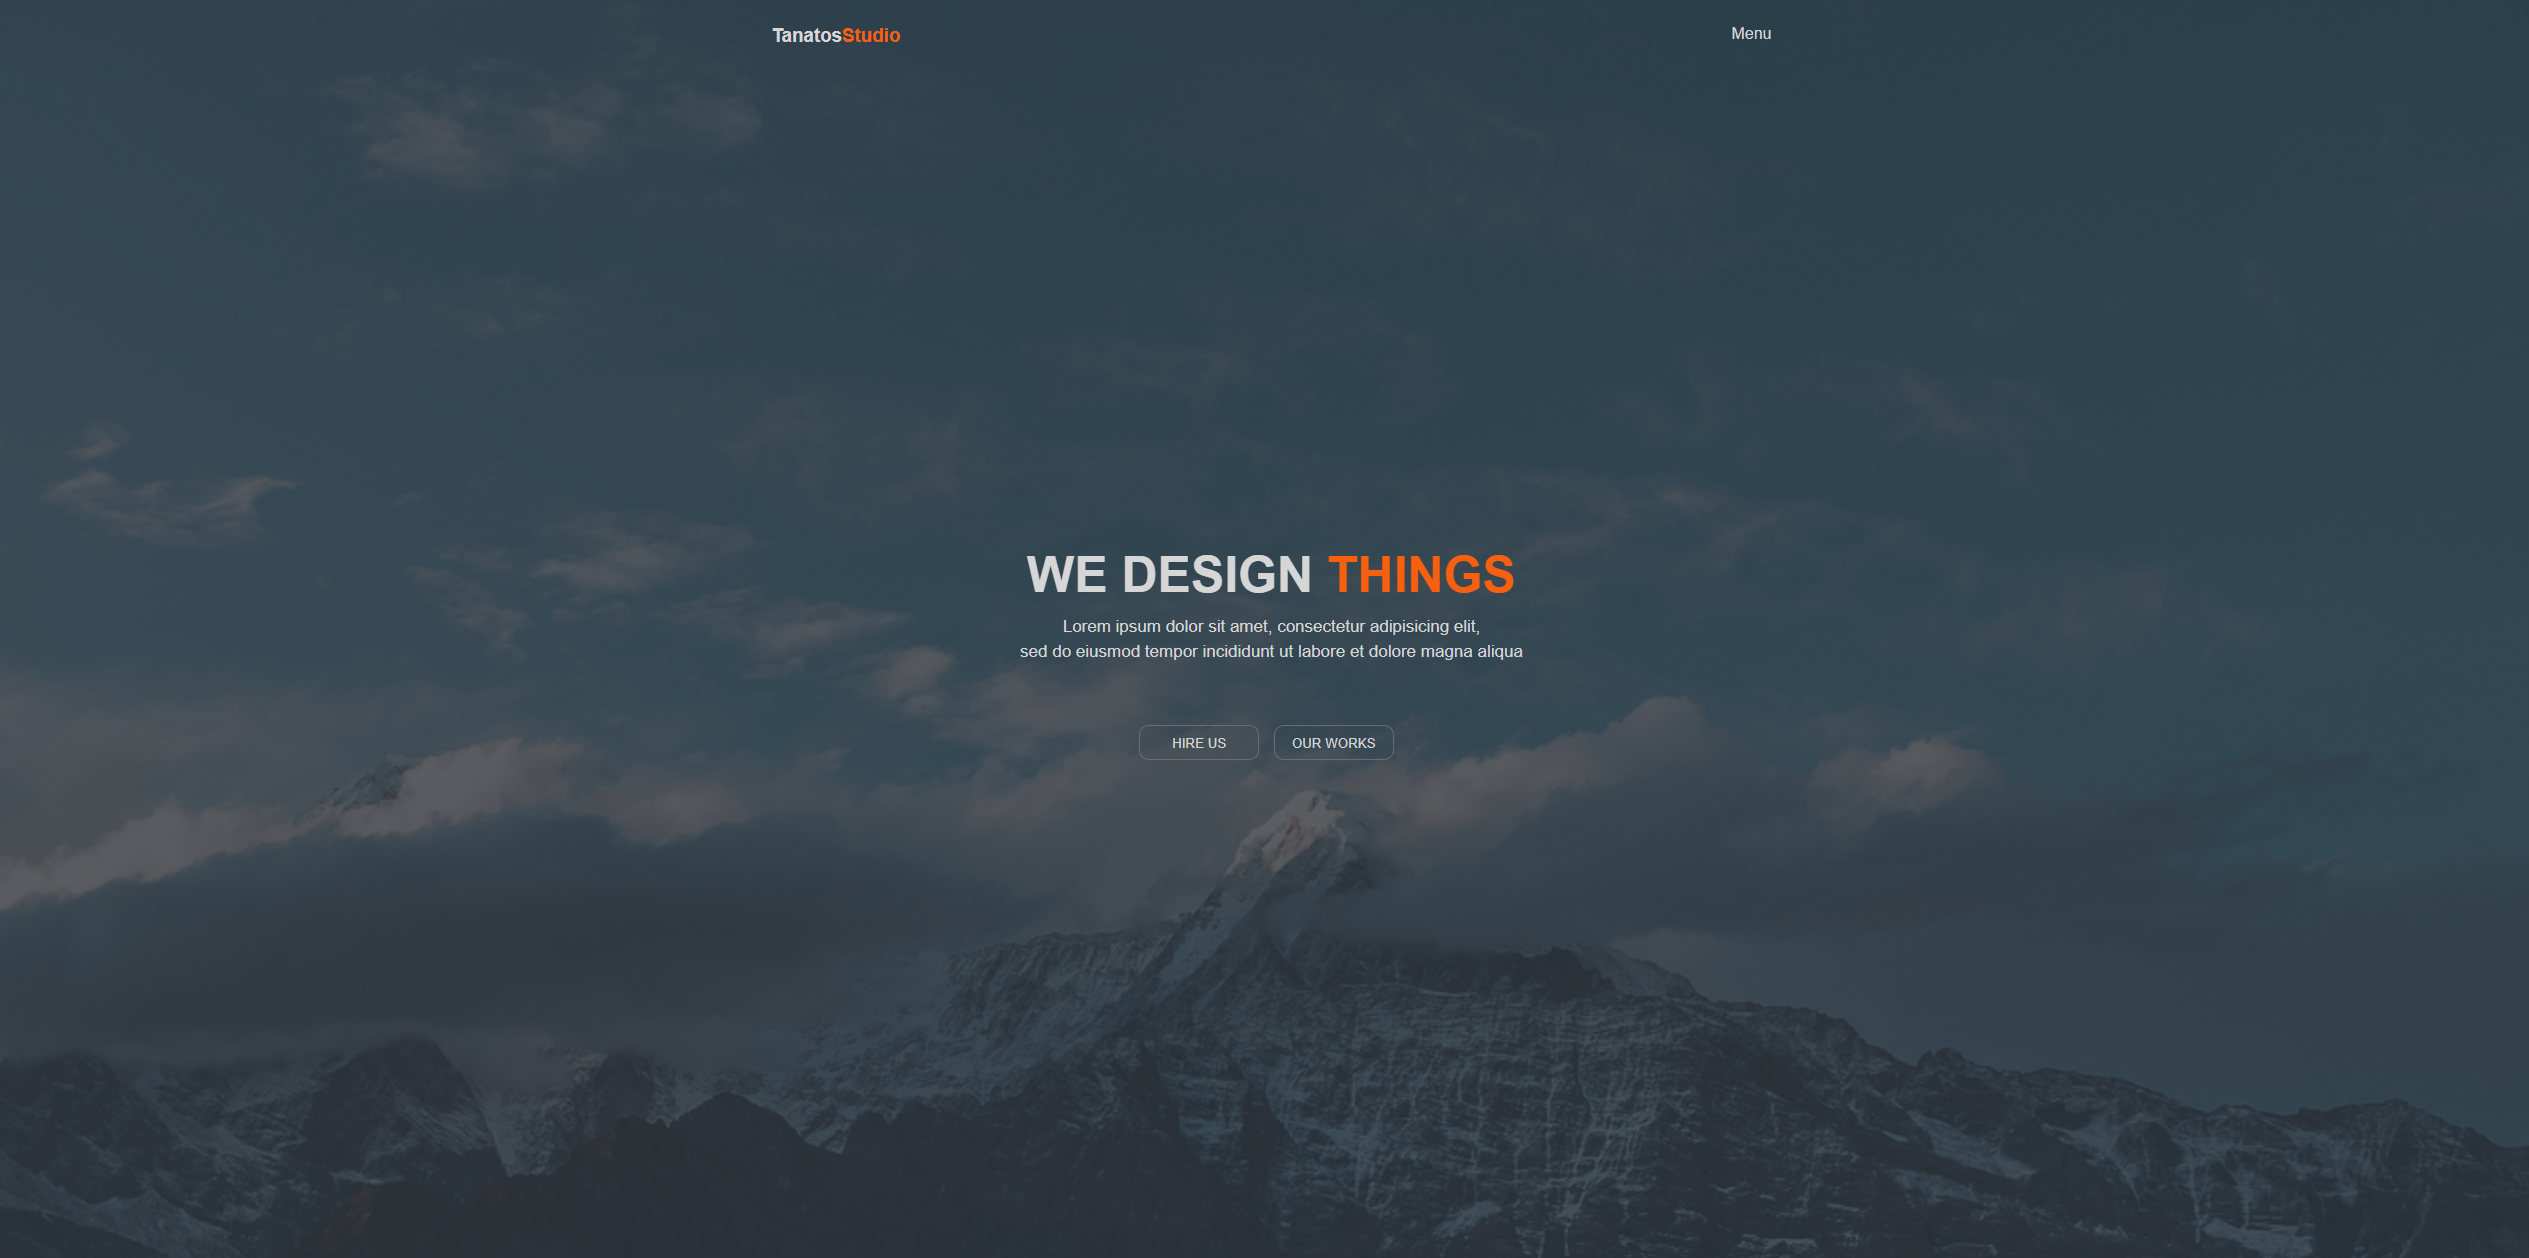 TanatosStudio
Menu
WE DESIGN THINGS
Lorem ipsum dolor sit amet, consectetur adipisicing elit,
sed do eiusmod tempor incididunt ut labore et dolore magna aliqua
HIRE US
OUR WORKS